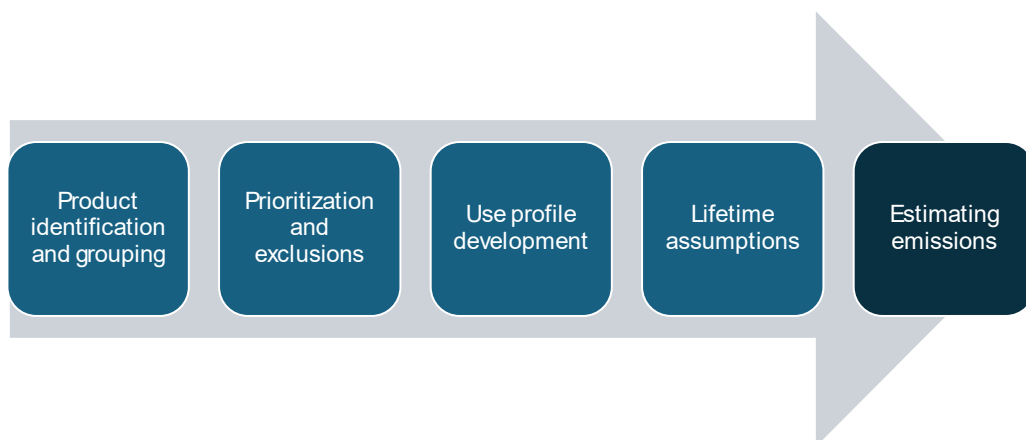 Product
identification
and grouping
Prioritization
and
exclusions
Use profile
development
Lifetime
assumptions
Estimating
emissions